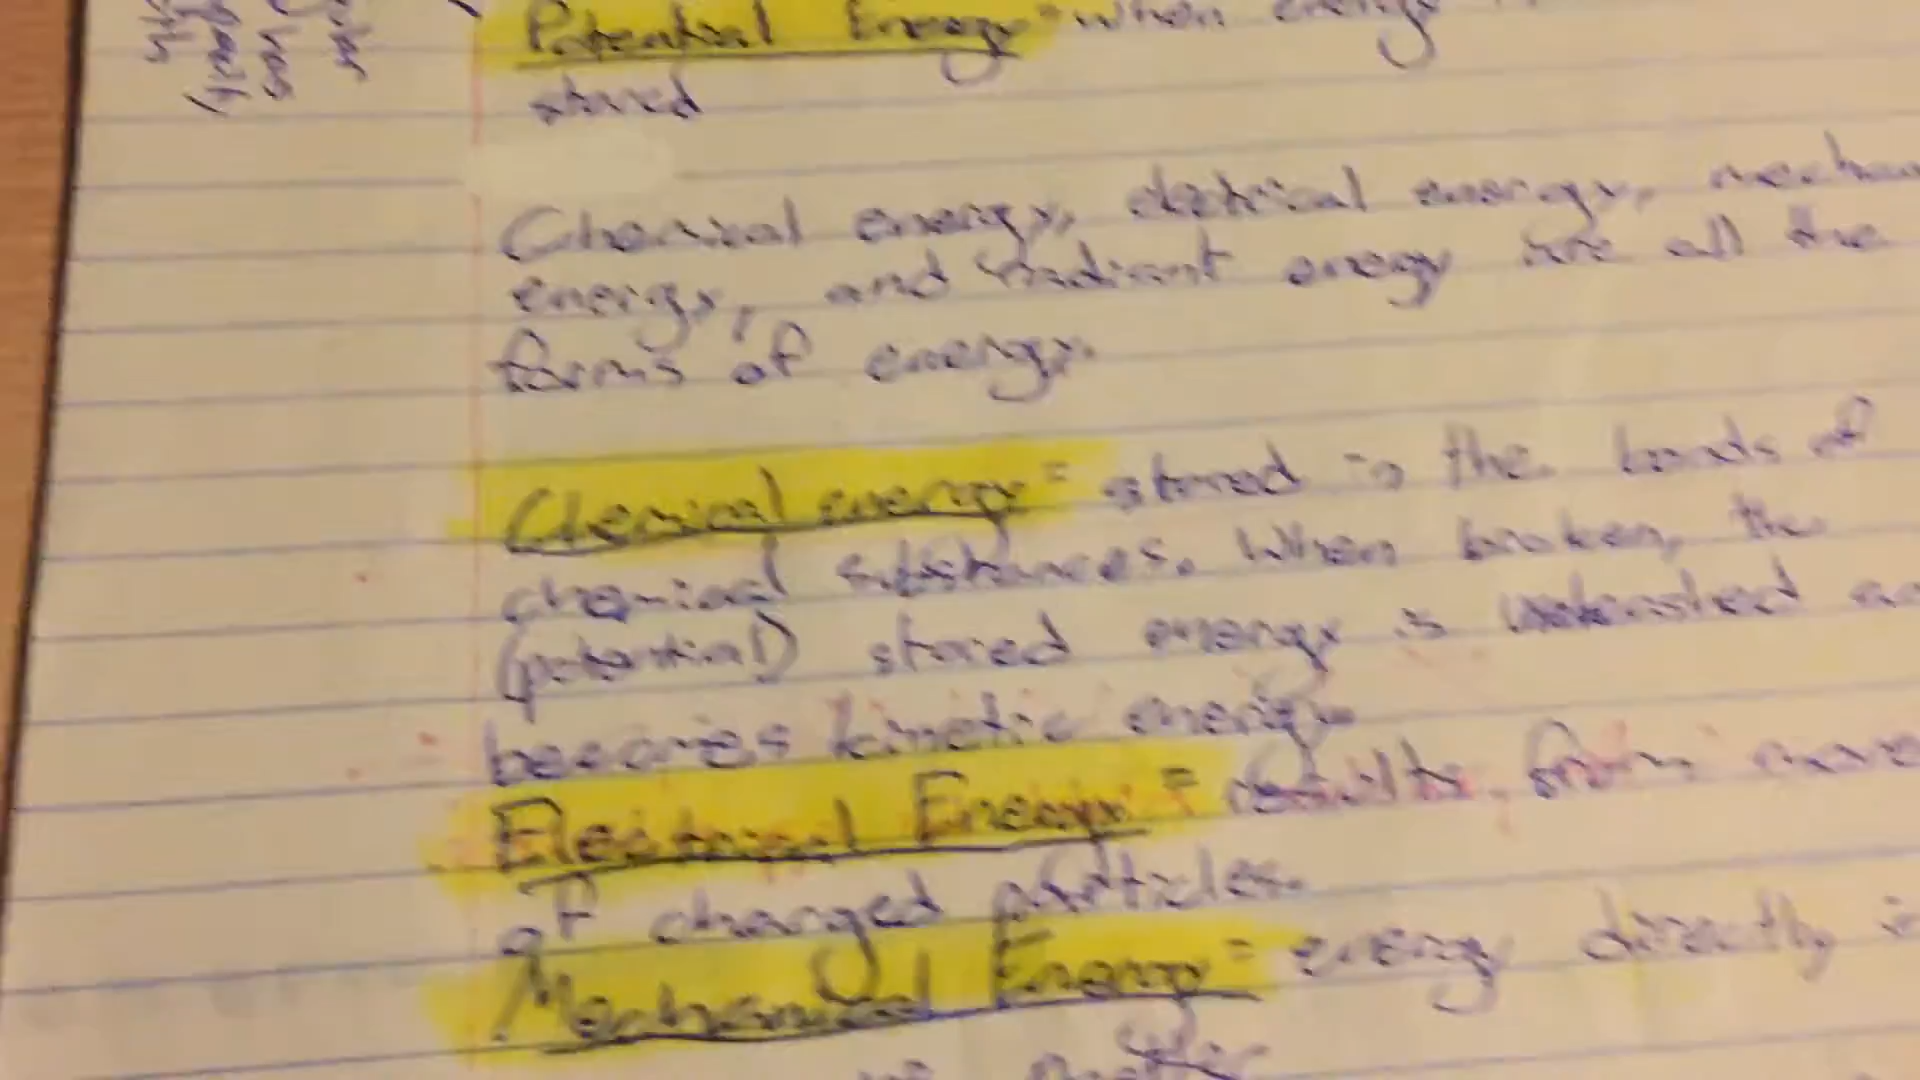 Potential Energy = when energy
stored
Chemical energy, electrical energy, mechan
energy, and radiant energy are all the
forms of energy.
Chemical energy = stored in the bonds of
chemical substances. When broken, the
(potential) stored energy is unleashed an
becomes kinetic energy.
Electrical Energy = results from move
of changed particles.
Mechanical Energy = energy directly i